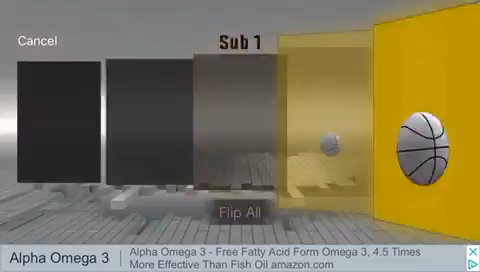 Sub 1
Cancel
Flip All
Alpha Omega 3
Alpha Omega 3 - Free Fatty Acid Form Omega 3, 4.5 Times
More Effective Than Fish Oil amazon.com